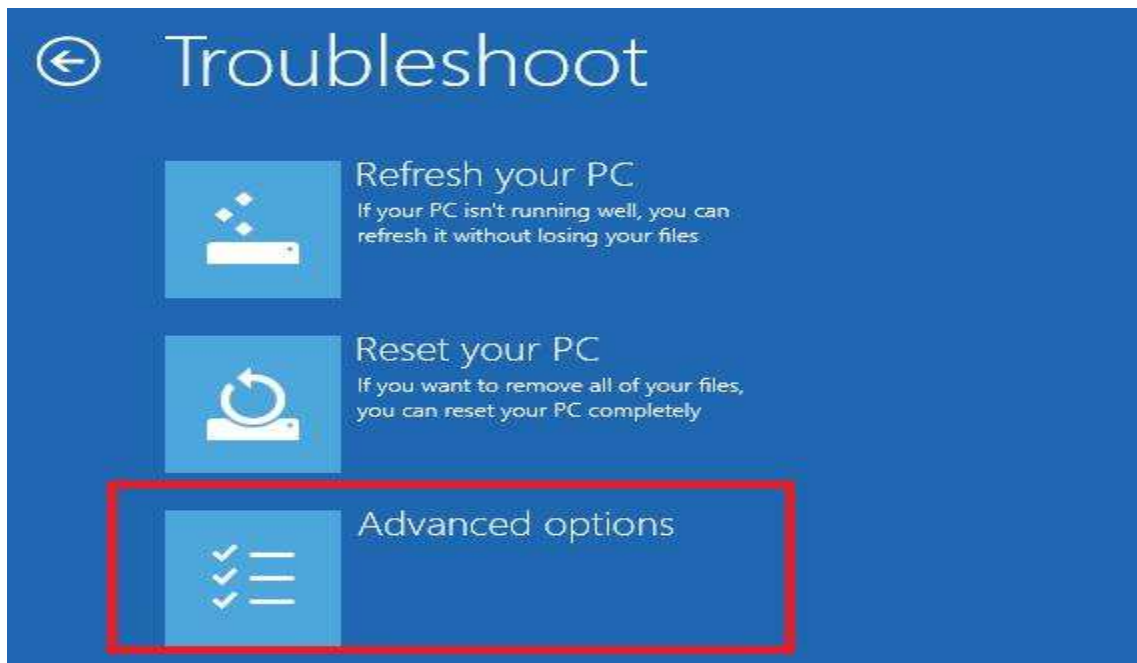 Troubleshoot
Refresh your PC
If your PC isn't running well, you can
refresh it without losing your files
Reset your PC
If you want to remove all of your files,
you can reset your PC completely
Advanced options